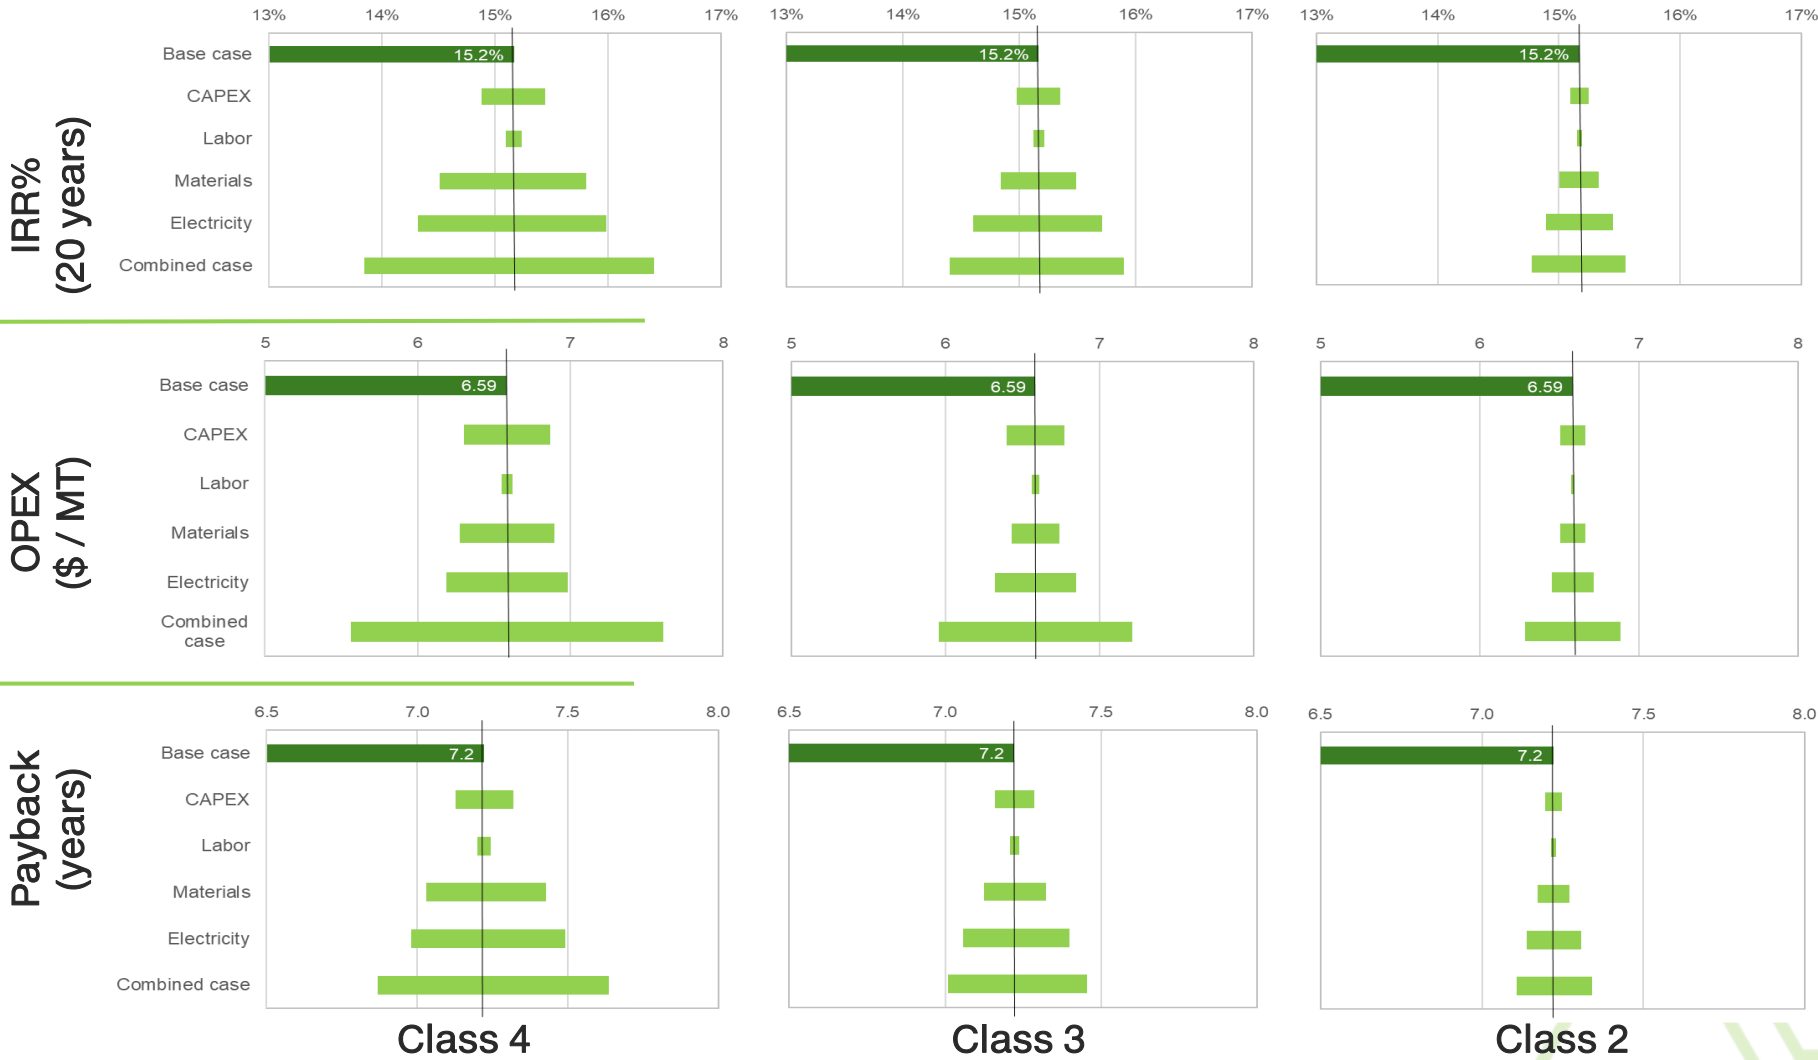 IRR%
(20 years)
13% 14% 15% 16% 17%
Base case 15.2%
CAPEX
Labor
Materials
Electricity
Combined case
13% 14% 15% 16% 17%
15.2%
13% 14% 15% 16% 17%
15.2%
OPEX
($ / MT)
5 6 7 8
Base case 6.59
CAPEX
Labor
Materials
Electricity
Combined
case
5 6 7 8
6.59
5 6 7 8
6.59
Payback
(years)
6.5 7.0 7.5 8.0
Base case 7.2
CAPEX
Labor
Materials
Electricity
Combined case
6.5 7.0 7.5 8.0
7.2
6.5 7.0 7.5 8.0
7.2
Class 4
Class 3
Class 2